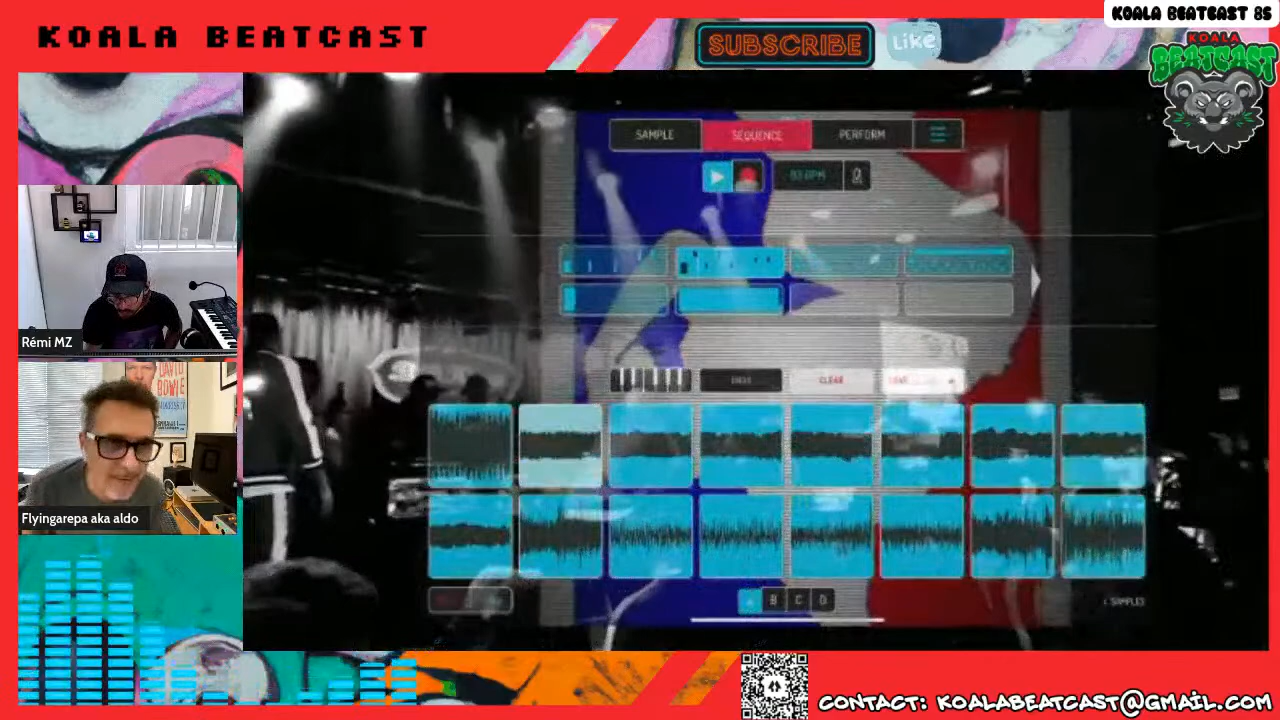 KOALA BEATCAST
SUBSCRIBE
Like
KOALA BEATCAST 85
KOALA
BEATCAST
SAMPLE
SEQUENCE
PERFORM
Rémi MZ
DAVID
BOWIE
CLEAR
Flyingarepa aka aldo
A
B
C
D
SAMPLES
CONTACT: KOALABEATCAST@GMAIL.COM